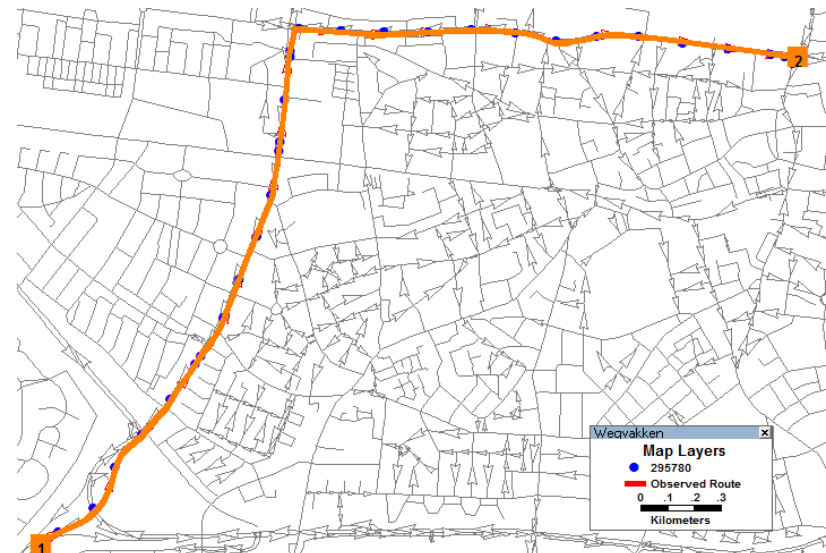 2
Wegvakken
Map Layers
295780
Observed Route
0 .1 .2 .3
Kilometers
1